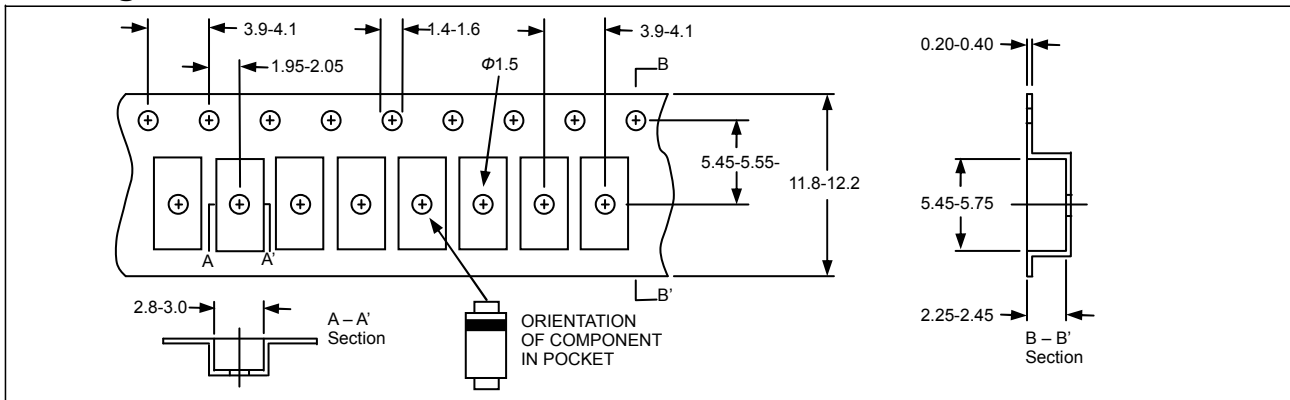 3.9-4.1
1.4-1.6
3.9-4.1
0.20-0.40
1.95-2.05
Φ1.5
B
5.45-5.55-
11.8-12.2
5.45-5.75
A
A’
B’
2.8-3.0
A – A’
Section
ORIENTATION
OF COMPONENT
IN POCKET
2.25-2.45
B – B’
Section